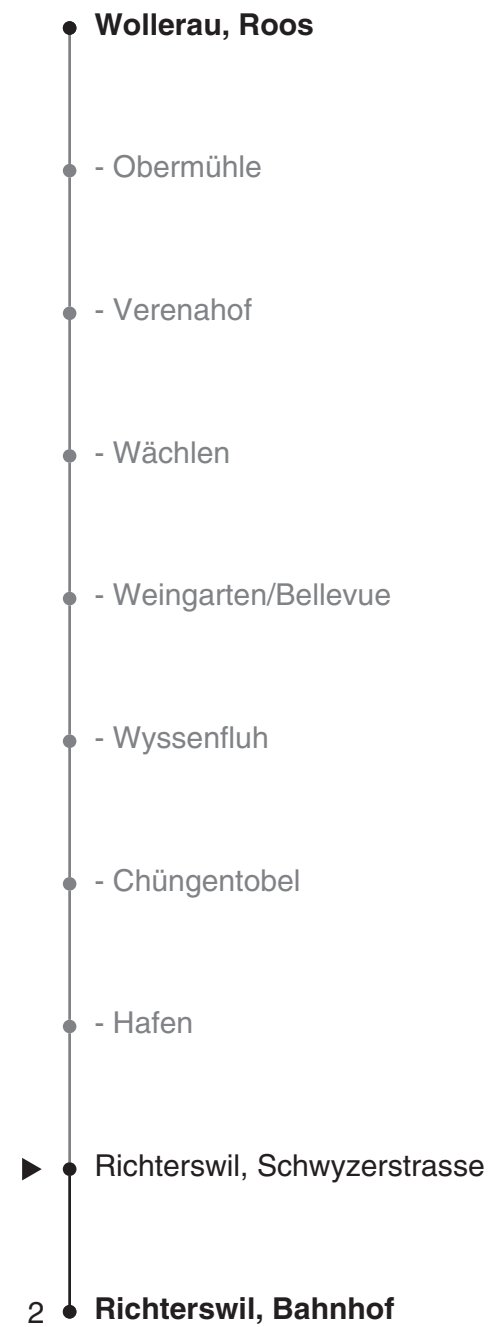 Wollerau, Roos
- Obermühle
- Verenahof
- Wächlen
- Weingarten/Bellevue
- Wyssenfluh
- Chüngentobel
- Hafen
Richterswil, Schwyzerstrasse
2 Richterswil, Bahnhof